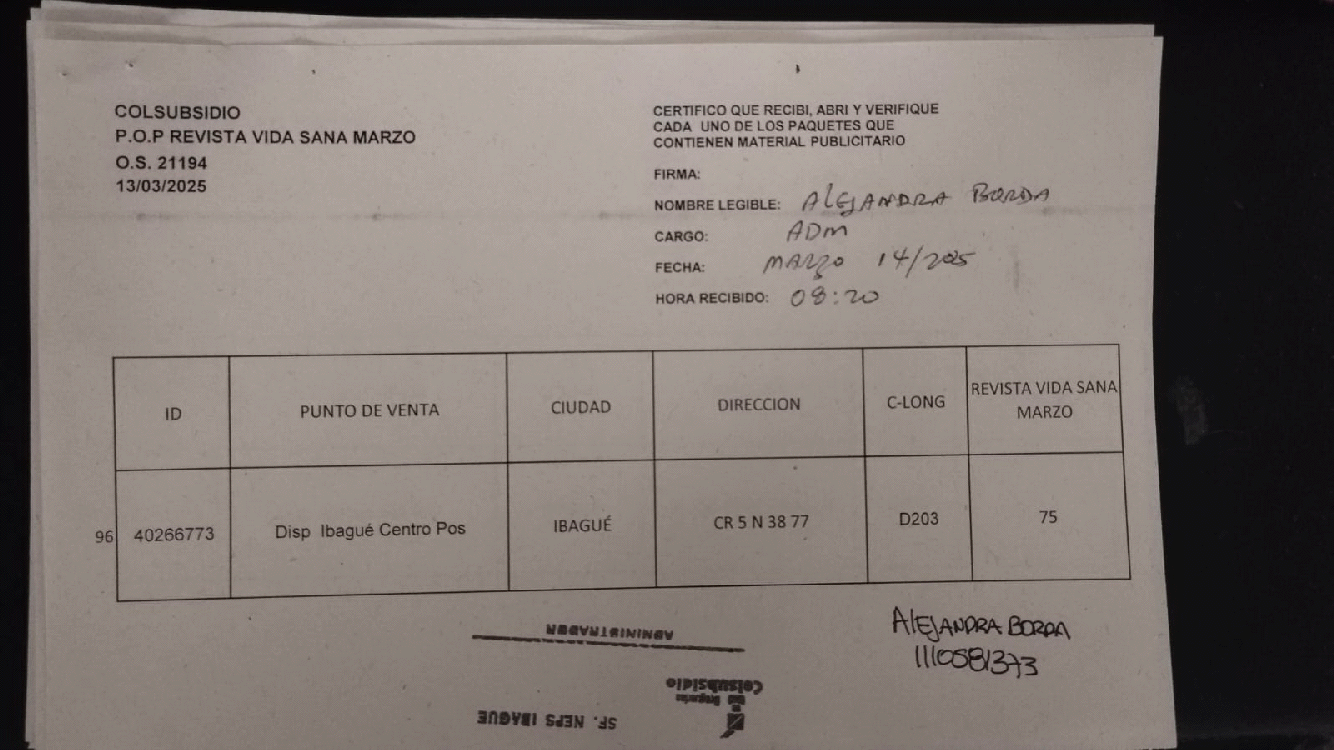 COLSUBSIDIO
P.O.P REVISTA VIDA SANA MARZO
O.S. 21194
13/03/2025
CERTIFICO QUE RECIBI, ABRI Y VERIFIQUE
CADA UNO DE LOS PAQUETES QUE
CONTIENEN MATERIAL PUBLICITARIO
FIRMA:
NOMBRE LEGIBLE: ALEJANDRA BORDA
CARGO: ADM
FECHA: MARZO 14/2025
HORA RECIBIDO: 08:20
ID PUNTO DE VENTA CIUDAD DIRECCION C-LONG REVISTA VIDA SANA
MARZO
96 40266773 Disp Ibagué Centro Pos IBAGUÉ CR 5 N 38 77 D203 75
ALEJANDRA BORDA
1110581373
ADMINISTRADOR
Colsubsidio
Droguerías
SF. NEPS IBAGUE